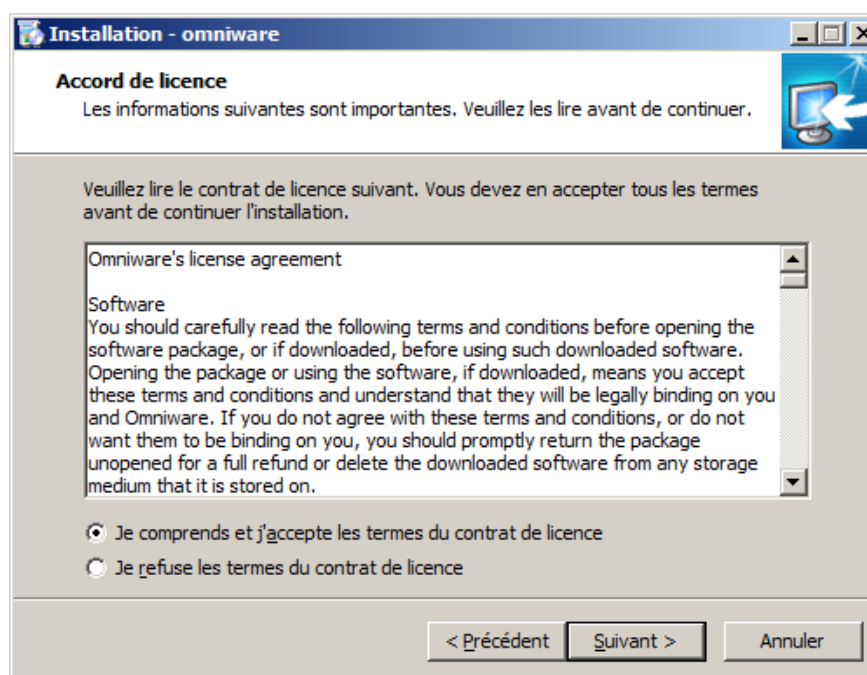 Installation - omniware
Accord de licence
Les informations suivantes sont importantes. Veuillez les lire avant de continuer.
Veuillez lire le contrat de licence suivant. Vous devez en accepter tous les termes
avant de continuer l'installation.
Omniware's license agreement
Software
You should carefully read the following terms and conditions before opening the
software package, or if downloaded, before using such downloaded software.
Opening the package or using the software, if downloaded, means you accept
these terms and conditions and understand that they will be legally binding on you
and Omniware. If you do not agree with these terms and conditions, or do not
want them to be binding on you, you should promptly return the package
unopened for a full refund or delete the downloaded software from any storage
medium that it is stored on.
Je comprends et j'accepte les termes du contrat de licence
Je refuse les termes du contrat de licence
< Précédent
Suivant >
Annuler